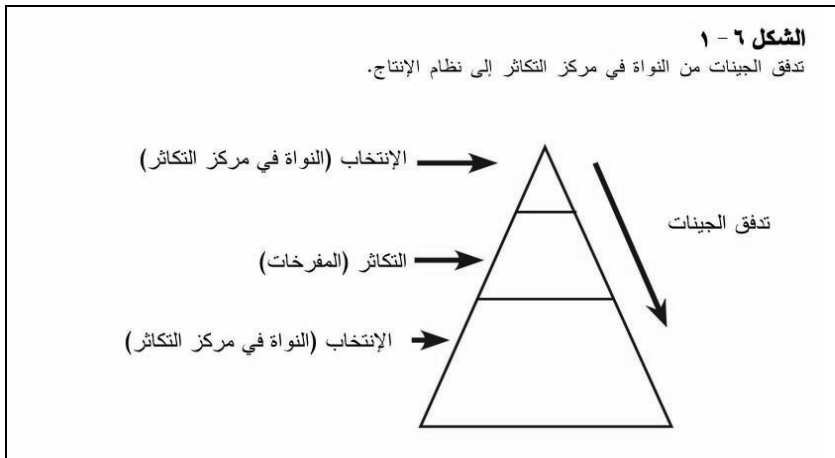 الشكل ٦ - ١
تدفق الجينات من النواة في مركز التكاثر إلى نظام الإنتاج.
الإنتخاب (النواة في مركز التكاثر)
تدفق الجينات
التكاثر (المفرخات)
الإنتخاب (النواة في مركز التكاثر)